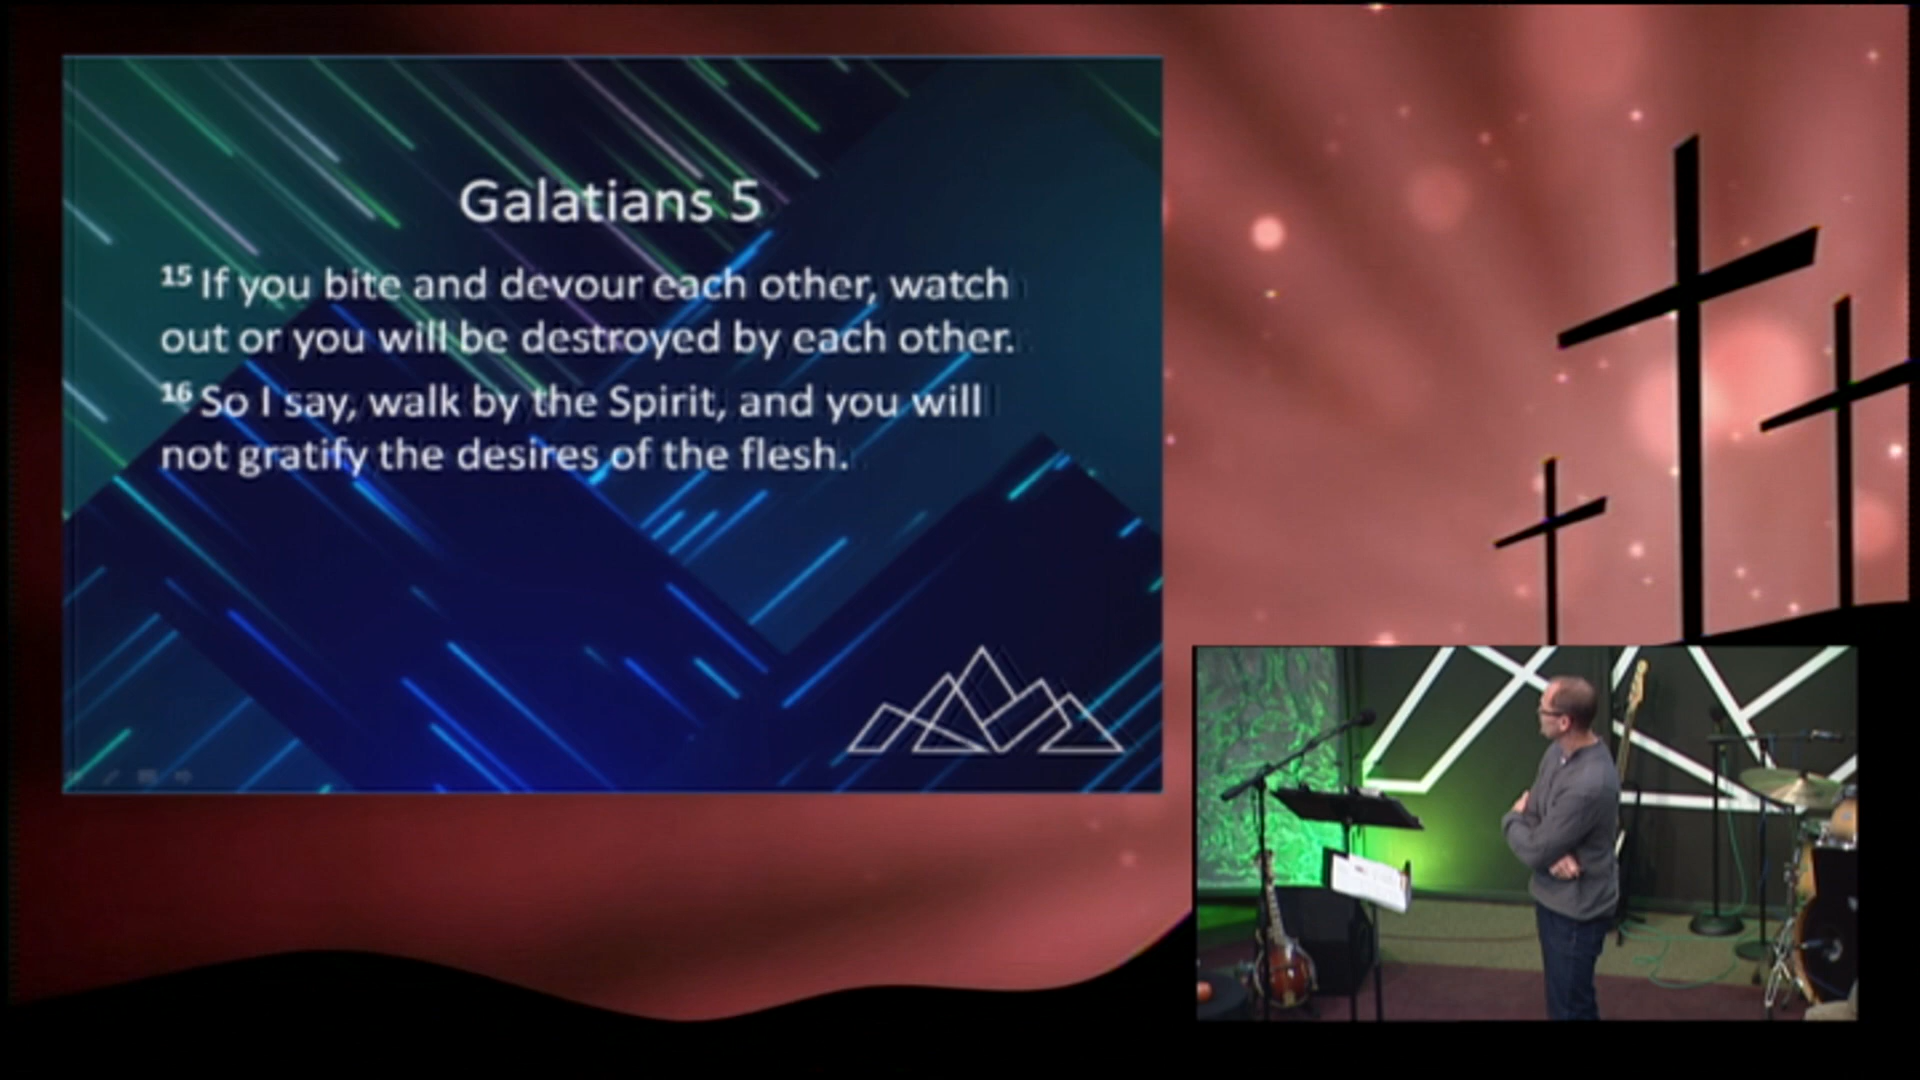 Galatians 5
15 If you bite and devour each other, watch
out or you will be destroyed by each other.
16 So I say, walk by the Spirit, and you will
not gratify the desires of the flesh.